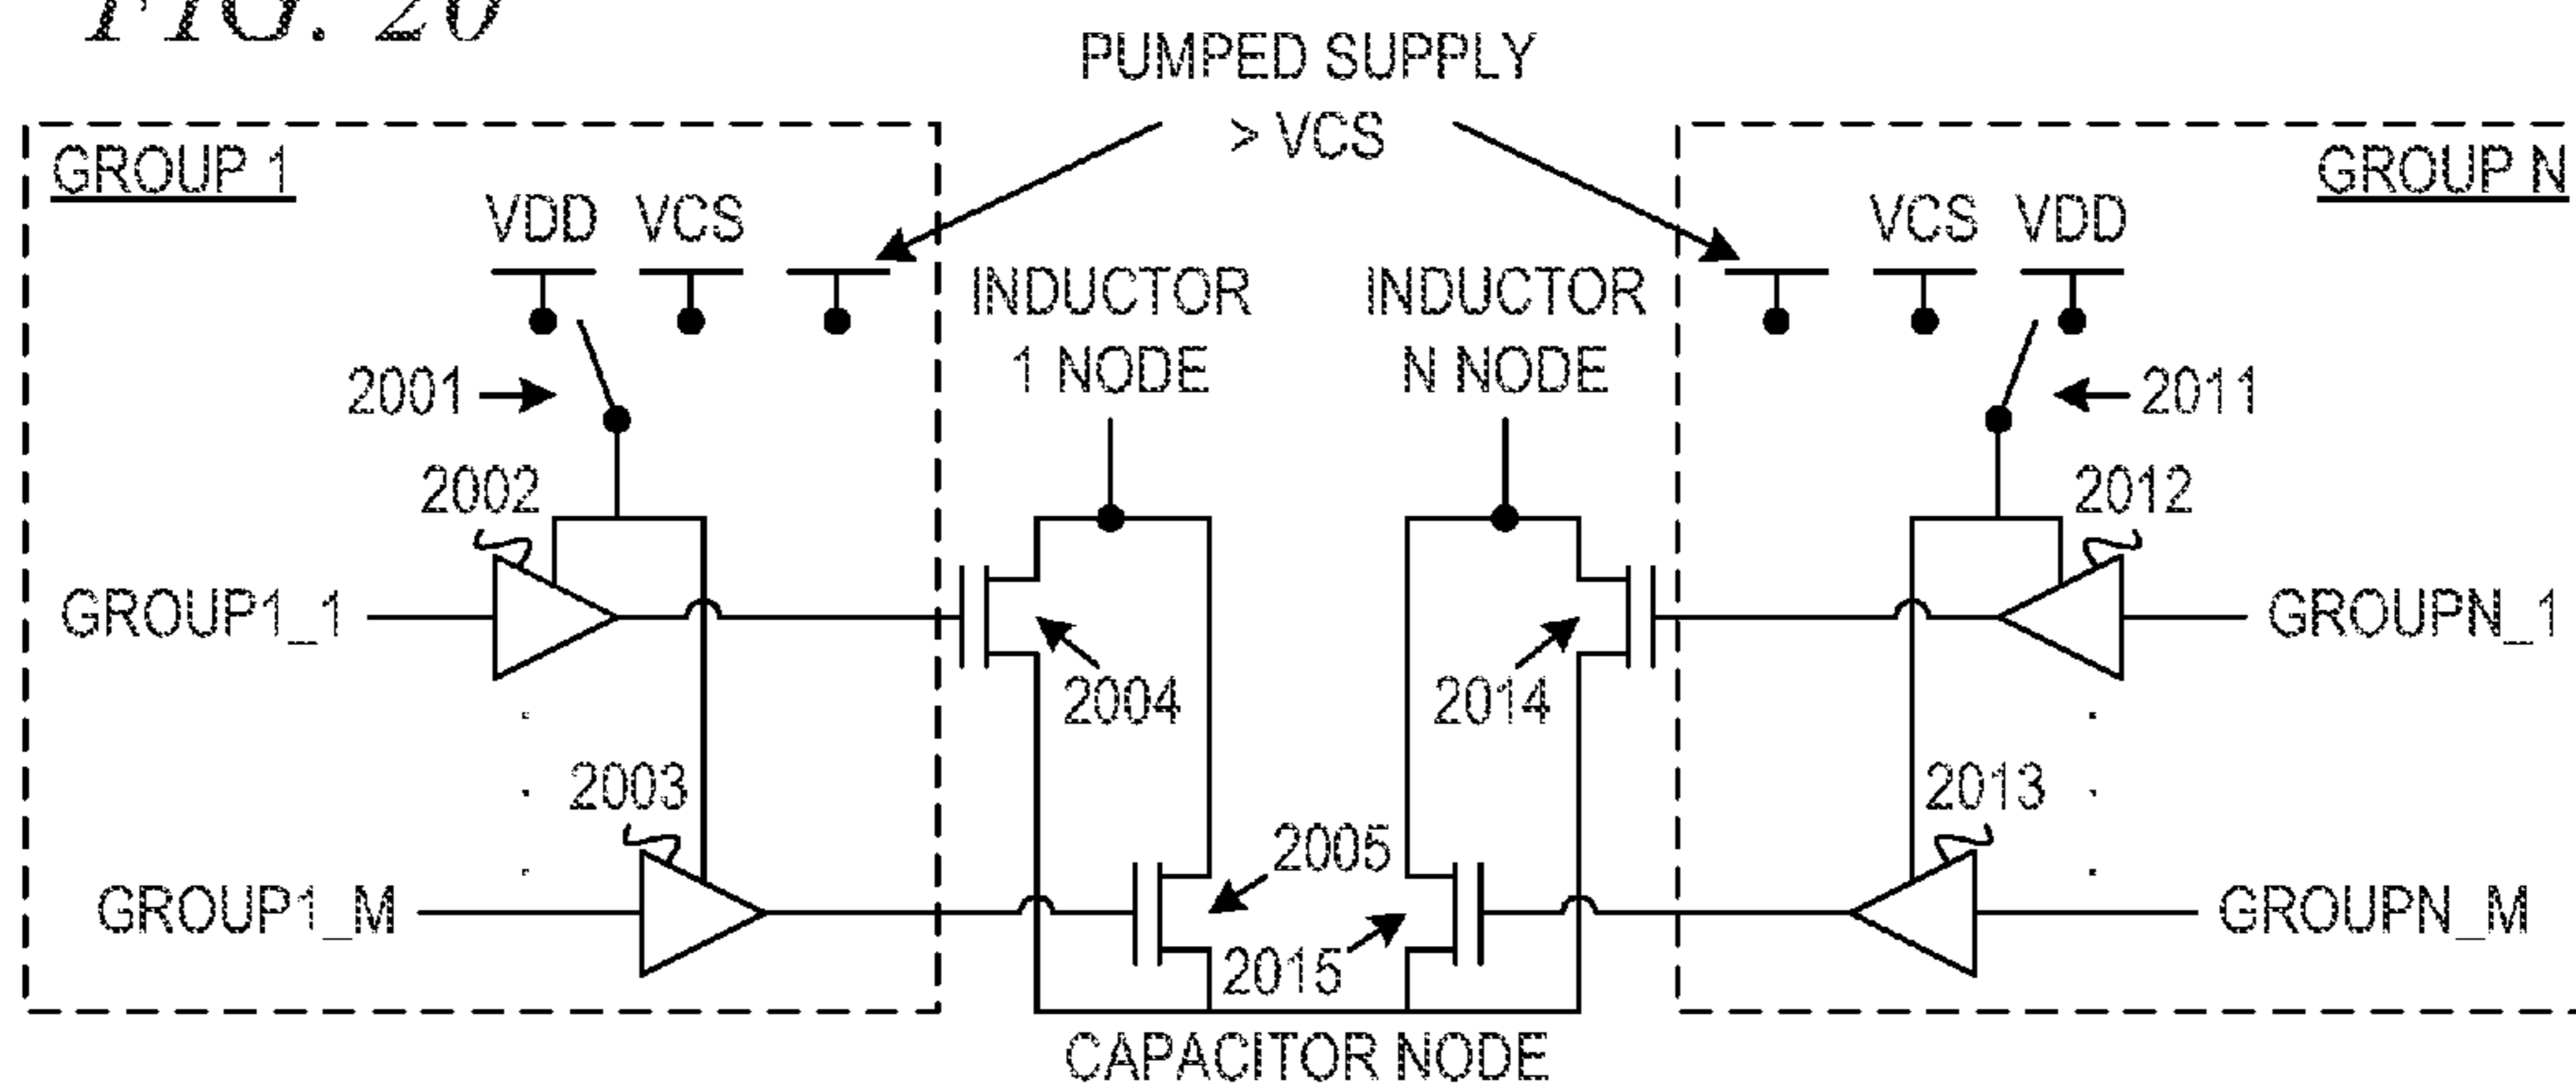 FIG. 20
PUMPED SUPPLY
> VCS
GROUP 1
GROUP N
VDD VCS
VCS VDD
INDUCTOR
1 NODE
INDUCTOR
N NODE
2001
2011
2002
2012
GROUP1_1
GROUPN_1
2004
2014
2003
2013
2005
GROUP1_M
GROUPN_M
2015
CAPACITOR NODE